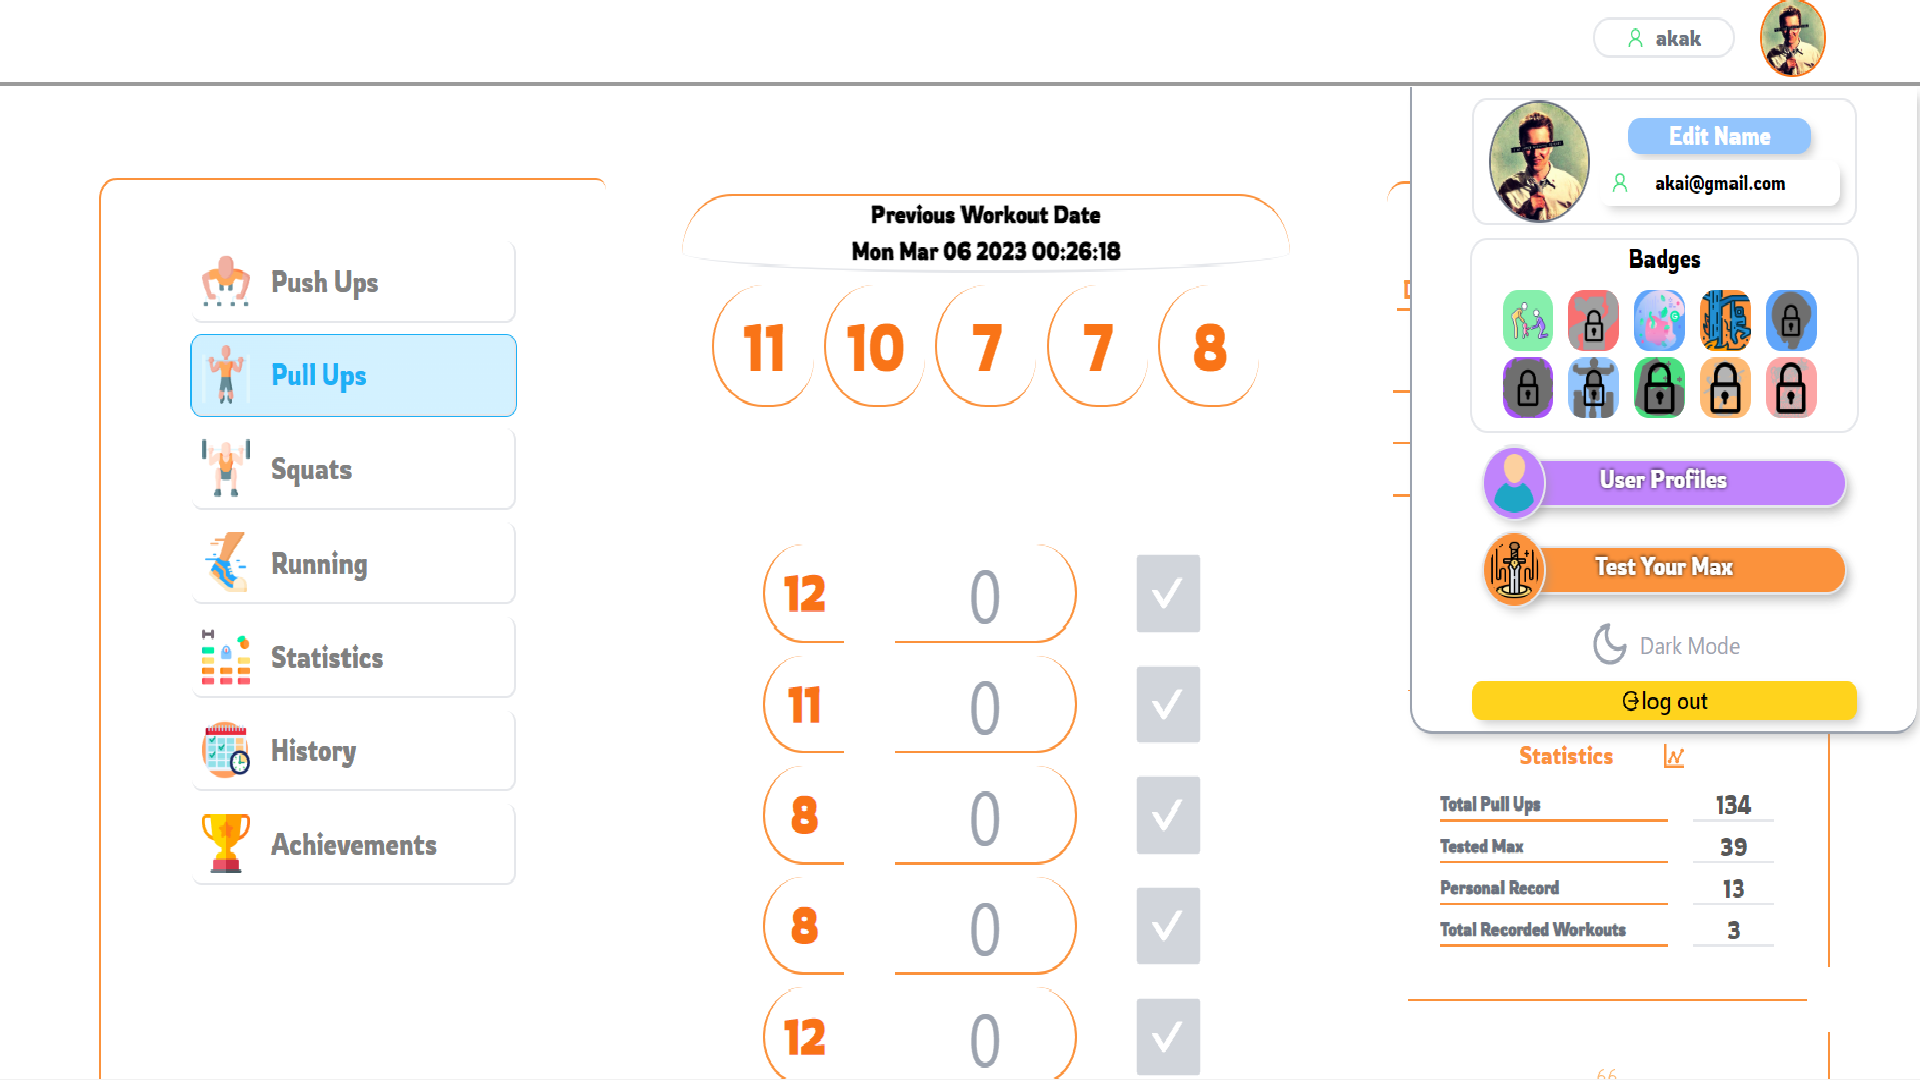 akak
Edit Name
akai@gmail.com
Badges
User Profiles
Test Your Max
Dark Mode
log out
Push Ups
Pull Ups
Squats
Running
Statistics
History
Achievements
Previous Workout Date
Mon Mar 06 2023 00:26:18
11 10 7 7 8
12 0
11 0
8 0
8 0
12 0
Statistics
Total Pull Ups 134
Tested Max 39
Personal Record 13
Total Recorded Workouts 3